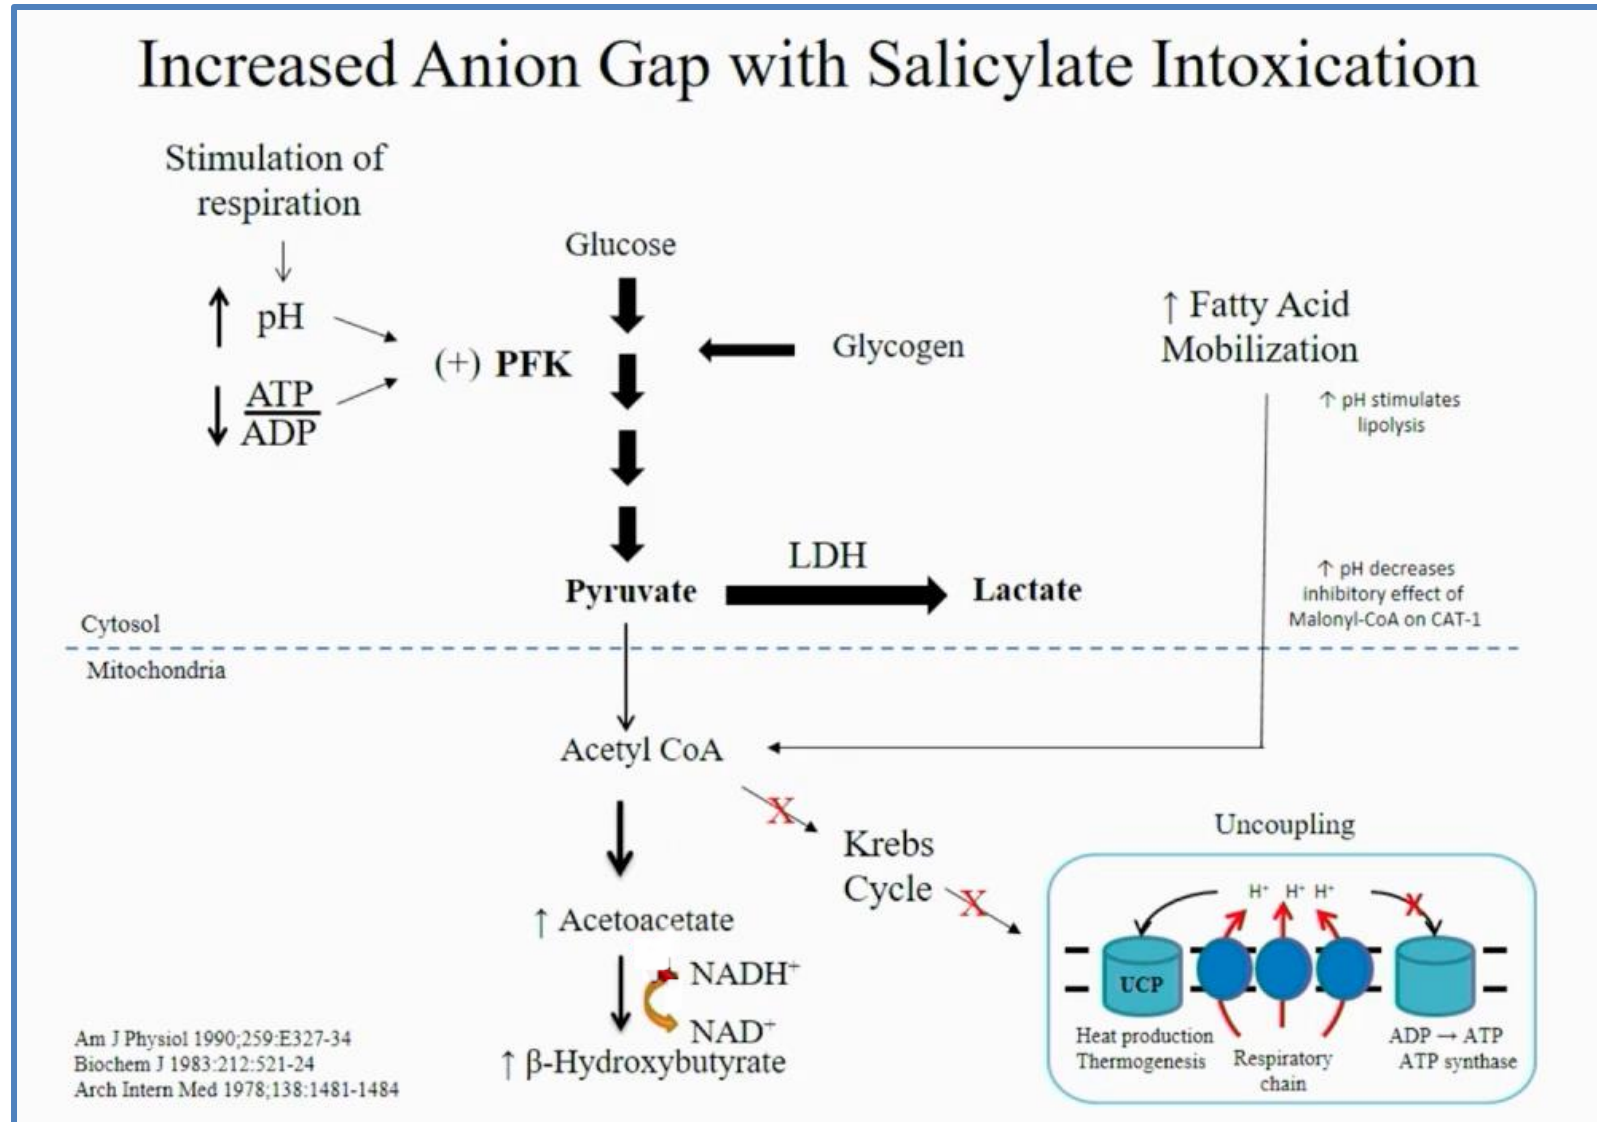 Increased Anion Gap with Salicylate Intoxication
Stimulation of
respiration
↑ pH
↓ ATP
ADP
(+) PFK
Glucose
Glycogen
↑ Fatty Acid
Mobilization
↑ pH stimulates
lipolysis
LDH
Pyruvate
Lactate
↑ pH decreases
inhibitory effect of
Malonyl-CoA on CAT-1
Cytosol
Mitochondria
Acetyl CoA
X
Krebs
Cycle
X
↑ Acetoacetate
NADH+
NAD+
↑ β-Hydroxybutyrate
Uncoupling
H+ H+ H+
X
UCP
Heat production
Thermogenesis
Respiratory
chain
ADP → ATP
ATP synthase
Am J Physiol 1990;259:E327-34
Biochem J 1983:212:521-24
Arch Intern Med 1978;138:1481-1484